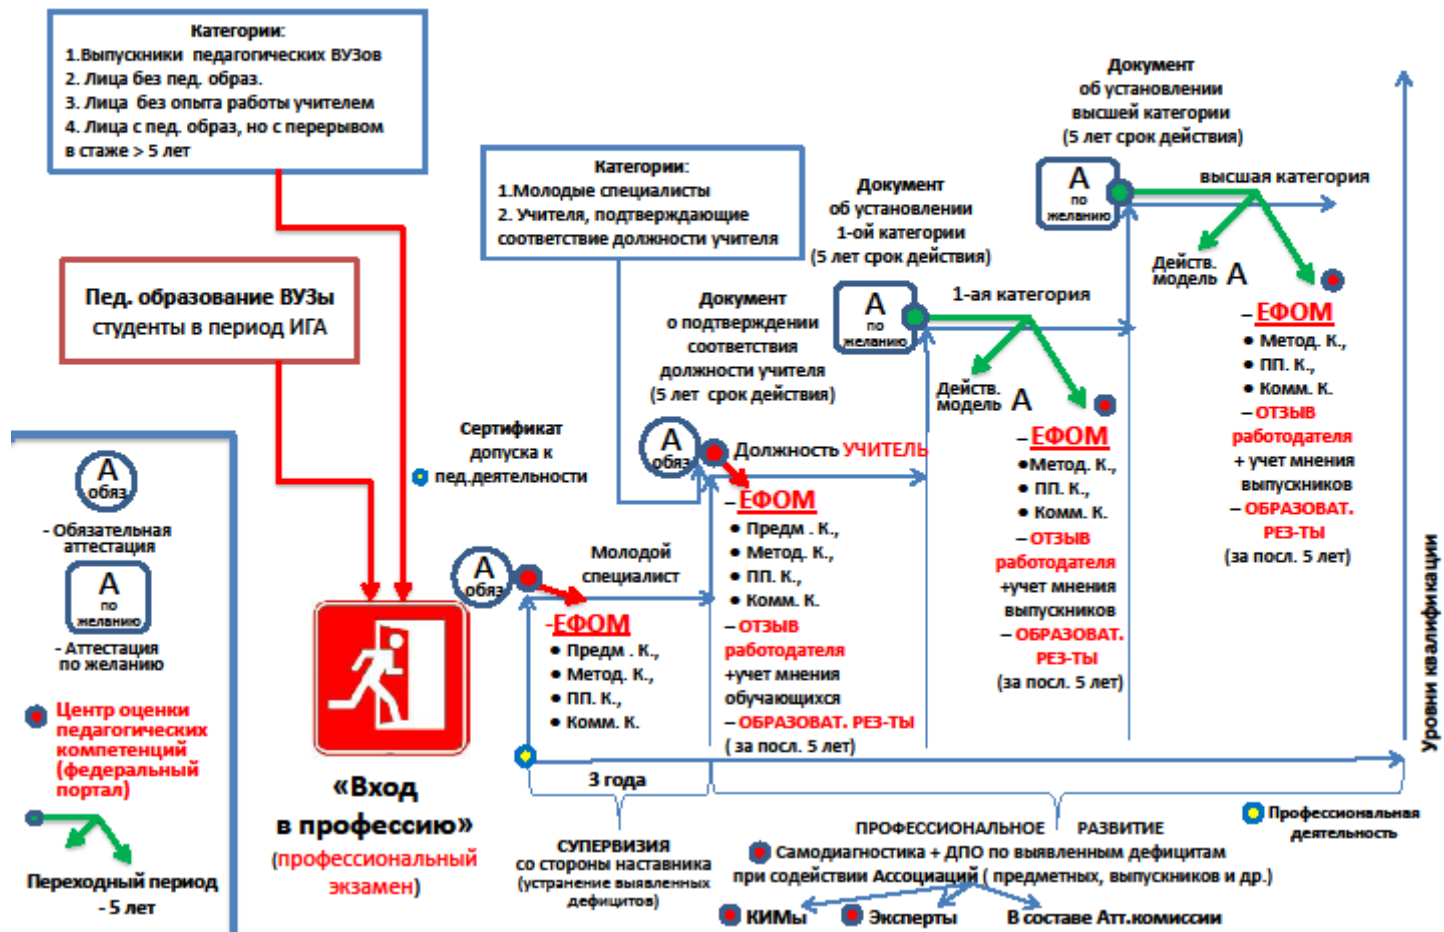 Категории:
1.Выпускники педагогических ВУЗов
2. Лица без пед. образ.
3. Лица без опыта работы учителем
4. Лица с пед. образ, но с перерывом
в стаже > 5 лет
Пед. образование ВУЗы
студенты в период ИГА
Категории:
1.Молодые специалисты
2. Учителя, подтверждающие
соответствие должности учителя
Документ
об установлении
высшей категории
(5 лет срок действия)
А
по
желанию
высшая категория
Действ.
модель А
– ЕФОМ
• Метод. К.,
• ПП. К.,
• Комм. К.
– ОТЗЫВ
работодателя
+ учет мнения
выпускников
– ОБРАЗОВАТ.
РЕЗ-ТЫ
(за посл. 5 лет)
Документ
об установлении
1-ой категории
(5 лет срок действия)
А
по
желанию
1-ая категория
Действ.
модель А
– ЕФОМ
•Метод. К.,
• ПП. К.,
• Комм. К.
– ОТЗЫВ
работодателя
+учет мнения
выпускников
– ОБРАЗОВАТ.
РЕЗ-ТЫ
(за посл. 5 лет)
Документ
о подтверждении
соответствия
должности учителя
(5 лет срок действия)
А
обяз
Должность УЧИТЕЛЬ
– ЕФОМ
• Предм . К.,
• Метод. К.,
• ПП. К.,
• Комм. К.
– ОТЗЫВ
работодателя
+учет мнения
обучающихся
– ОБРАЗОВАТ. РЕЗ-ТЫ
( за посл. 5 лет)
Сертификат
допуска к
пед.деятельности
А
обяз
Молодой
специалист
-ЕФОМ
• Предм . К.,
• Метод. К.,
• ПП. К.,
• Комм. К.
А
обяз
- Обязательная
аттестация
А
по
желанию
- Аттестация
по желанию
Центр оценки
педагогических
компетенций
(федеральный
портал)
Переходный период
- 5 лет
«Вход
в профессию»
(профессиональный
экзамен)
3 года
СУПЕРВИЗИЯ
со стороны наставника
(устранение выявленных
дефицитов)
ПРОФЕССИОНАЛЬНОЕ РАЗВИТИЕ
Самодиагностика + ДПО по выявленным дефицитам
при содействии Ассоциаций ( предметных, выпускников и др.)
КИМы Эксперты В составе Атт.комиссии
Профессиональная
деятельность
Уровни квалификации